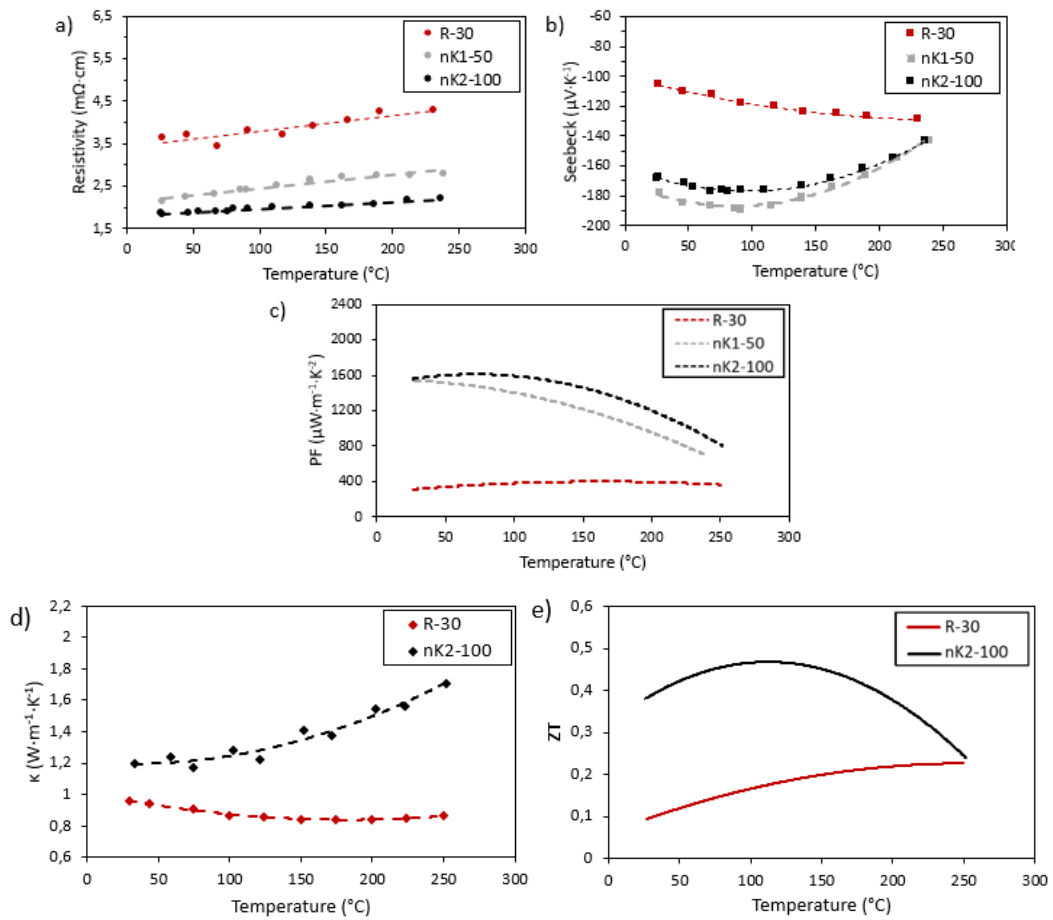 a)
Resistivity (mΩ·cm)
6,5
5,5
4,5
3,5
2,5
1,5
0 50 100 150 200 250 300
Temperature (°C)
R-30
nK1-50
nK2-100
b)
Seebeck (µV·K⁻¹)
-60
-80
-100
-120
-140
-160
-180
-200
0 50 100 150 200 250 300
Temperature (°C)
R-30
nK1-50
nK2-100
c)
PF (µW·m⁻¹·K⁻²)
2400
2000
1600
1200
800
400
0
0 50 100 150 200 250 300
Temperature (°C)
R-30
nK1-50
nK2-100
d)
κ (W·m⁻¹·K⁻¹)
2,2
2
1,8
1,6
1,4
1,2
1
0,8
0,6
0 50 100 150 200 250 300
Temperature (°C)
R-30
nK2-100
e)
ZT
0,6
0,5
0,4
0,3
0,2
0,1
0
0 50 100 150 200 250 300
Temperature (°C)
R-30
nK2-100